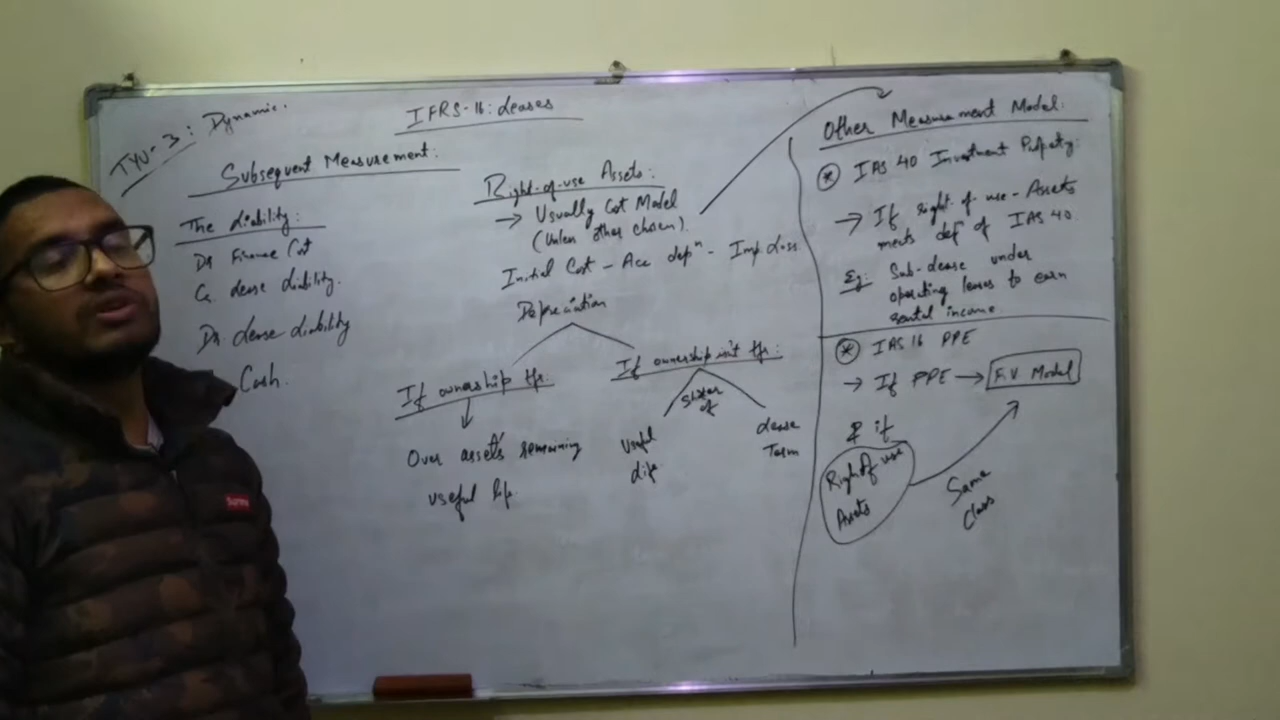 TYU-3: Dynamic.
IFRS-16: Leases
Subsequent Measurement:
The Liability:
Dr Finance Cost
Cr. Lease Liability.
Dr. Lease Liability
Cash.
Right-of-use Assets:
→ Usually Cost Model
(Unless other chosen).
Initial Cost - Acc depⁿ - Imp Loss.
Depreciation
If ownership tfr.
Over asset's remaining
useful life.
If ownership isn't tfr:
Shorter
of
Useful
Life
Lease
Term
Other Measurement Model:
* IAS 40 Investment Property:
→ If right-of-use-Assets
meets defⁿ of IAS 40.
Eg: Sub-Lease under
operating leases to earn
rental income
* IAS 16 PPE
→ If PPE → F.V Model
& if
Right of use
Assets
Same
Class
Supreme